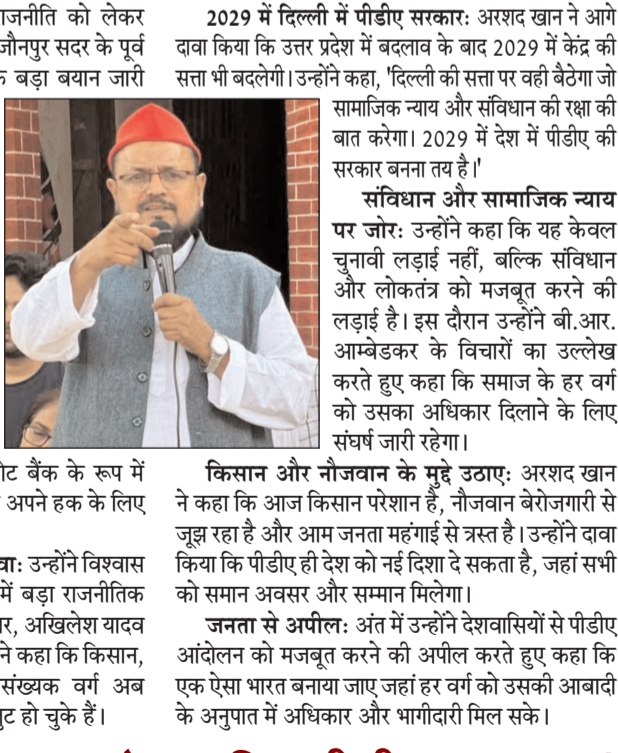 राजनीति को लेकर
जौनपुर सदर के पूर्व
बड़ा बयान जारी
ोट बैंक के रूप में
अपने हक के लिए
वाः उन्होंने विश्वास
में बड़ा राजनीतिक
र, अखिलेश यादव
ने कहा कि किसान,
संख्यक वर्ग अब
ुट हो चुके हैं।
2029 में दिल्ली में पीडीए सरकारः अरशद खान ने आगे
दावा किया कि उत्तर प्रदेश में बदलाव के बाद 2029 में केंद्र की
सत्ता भी बदलेगी। उन्होंने कहा, 'दिल्ली की सत्ता पर वही बैठेगा जो
सामाजिक न्याय और संविधान की रक्षा की
बात करेगा। 2029 में देश में पीडीए की
सरकार बनना तय है।'
संविधान और सामाजिक न्याय
पर जोरः उन्होंने कहा कि यह केवल
चुनावी लड़ाई नहीं, बल्कि संविधान
और लोकतंत्र को मजबूत करने की
लड़ाई है। इस दौरान उन्होंने बी.आर.
आम्बेडकर के विचारों का उल्लेख
करते हुए कहा कि समाज के हर वर्ग
को उसका अधिकार दिलाने के लिए
संघर्ष जारी रहेगा।
किसान और नौजवान के मुद्दे उठाएः अरशद खान
ने कहा कि आज किसान परेशान है, नौजवान बेरोजगारी से
जूझ रहा है और आम जनता महंगाई से त्रस्त है। उन्होंने दावा
किया कि पीडीए ही देश को नई दिशा दे सकता है, जहां सभी
को समान अवसर और सम्मान मिलेगा।
जनता से अपीलः अंत में उन्होंने देशवासियों से पीडीए
आंदोलन को मजबूत करने की अपील करते हुए कहा कि
एक ऐसा भारत बनाया जाए जहां हर वर्ग को उसकी आबादी
के अनुपात में अधिकार और भागीदारी मिल सके।